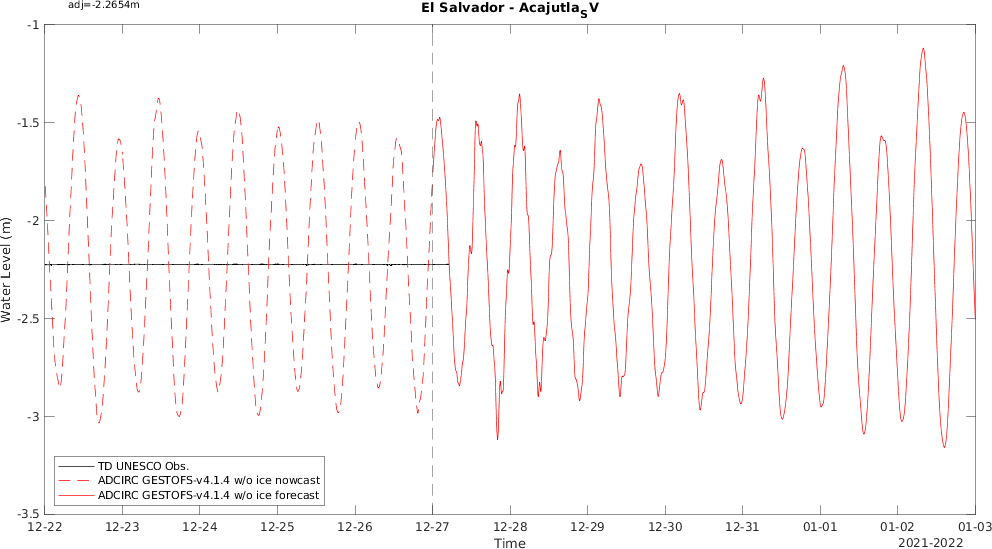 adj=-2.2654m
El Salvador - AcajutlaSV
Water Level (m)
-1
-1.5
-2
-2.5
-3
-3.5
TD UNESCO Obs.
ADCIRC GESTOFS-v4.1.4 w/o ice nowcast
ADCIRC GESTOFS-v4.1.4 w/o ice forecast
12-22 12-23 12-24 12-25 12-26 12-27 12-28 12-29 12-30 12-31 01-01 01-02 01-03
Time
2021-2022